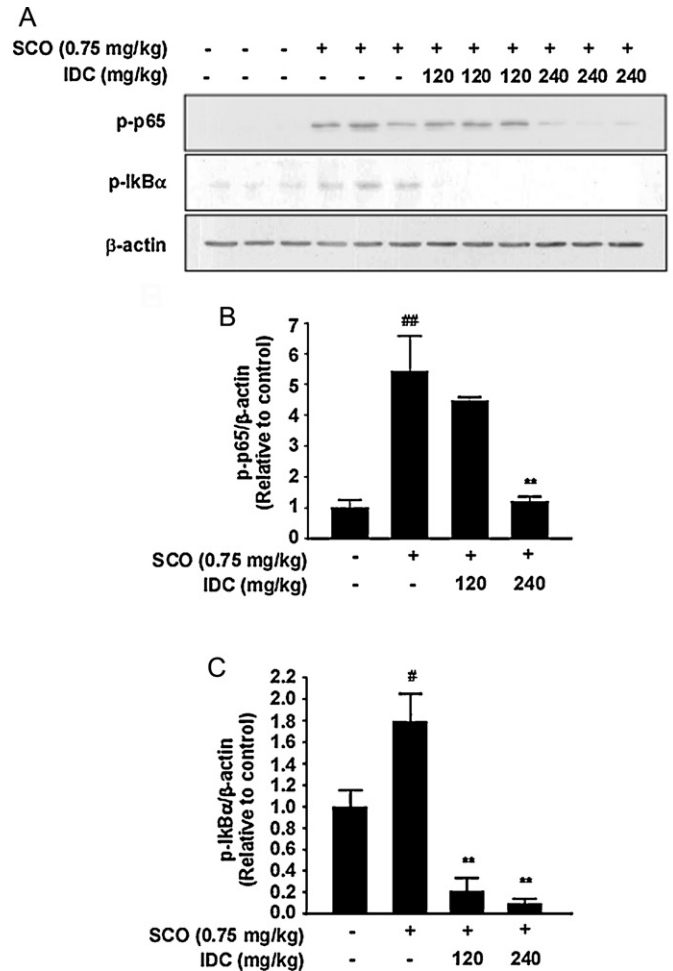 A
SCO (0.75 mg/kg) - - - + + + + + + + + +
IDC (mg/kg) - - - - - - 120 120 120 240 240 240
p-p65
p-IkBα
β-actin
B
##
**
7
6
5
4
3
2
1
0
p-p65/β-actin
(Relative to control)
SCO (0.75 mg/kg) - + + +
IDC (mg/kg) - - 120 240
C
#
** **
2.2
2.0
1.8
1.6
1.4
1.2
1.0
0.8
0.6
0.4
0.2
0.0
p-IkBα/β-actin
(Relative to control)
SCO (0.75 mg/kg) - + + +
IDC (mg/kg) - - 120 240